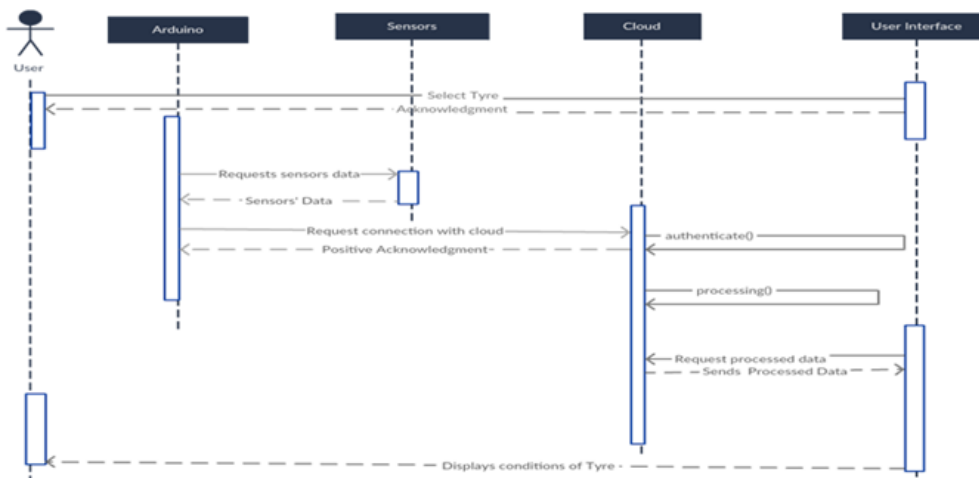 Arduino
Sensors
Cloud
User Interface
User
Select Tyre
Acknowledgment
Requests sensors data
Sensors' Data
Request connection with cloud
authenticate()
Positive Acknowledgment
processing()
Request processed data
Sends Processed Data
Displays conditions of Tyre